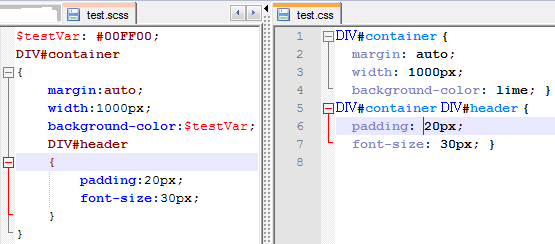 test.scss
$testVar: #00FF00;
DIV#container
{
margin:auto;
width:1000px;
background-color:$testVar;
DIV#header
{
padding:20px;
font-size:30px;
}
}
test.css
1 DIV#container {
2 margin: auto;
3 width: 1000px;
4 background-color: lime; }
5 DIV#container DIV#header {
6 padding: 20px;
7 font-size: 30px; }
8